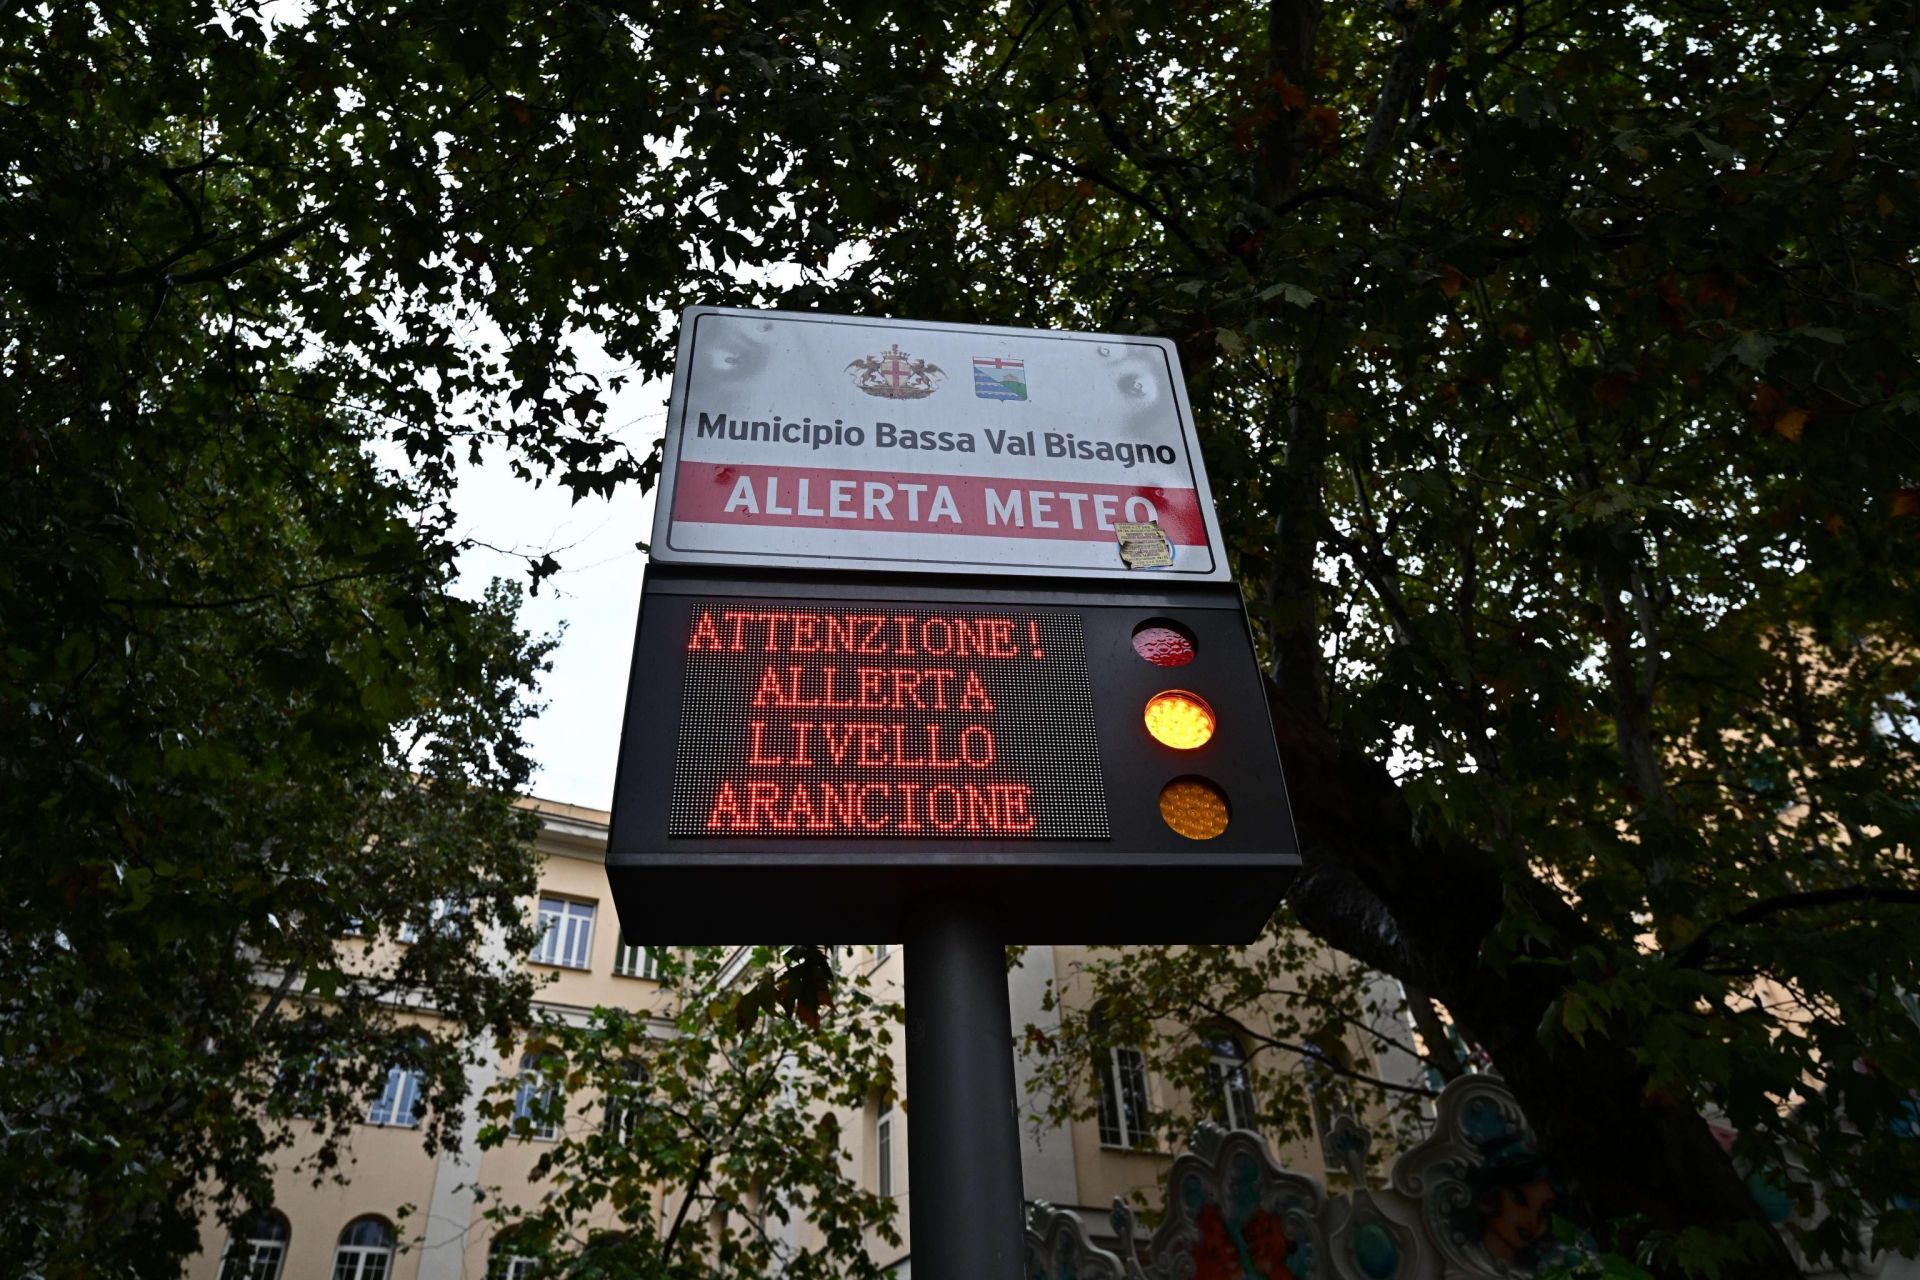 Municipio Bassa Val Bisagno
ALLERTA METEO
ATTENZIONE!
ALLERTA
LIVELLO
ARANCIONE